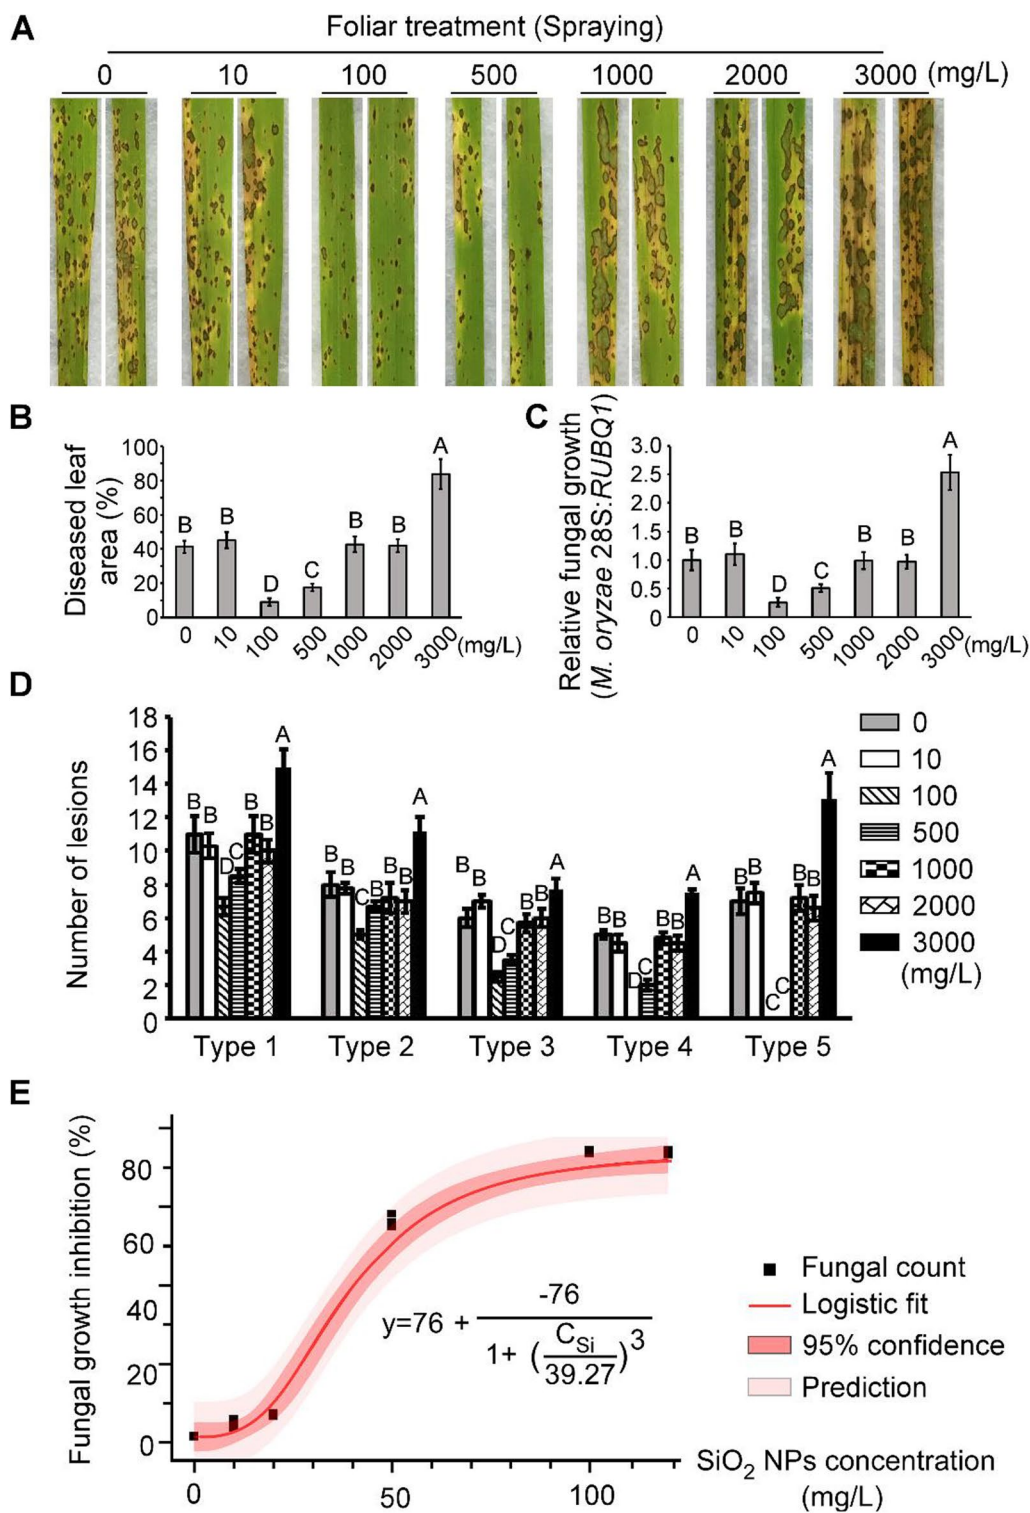 A
Foliar treatment (Spraying)
0 10 100 500 1000 2000 3000 (mg/L)
B
Diseased leaf
area (%)
100
80
60
40
20
0
B B D C B B A
0 10 100 500 1000 2000 3000 (mg/L)
C
Relative fungal growth
(M. oryzae 28S:RUBQ1)
3.0
2.5
2.0
1.5
1.0
0.5
0
B B D C B B A
0 10 100 500 1000 2000 3000 (mg/L)
D
Number of lesions
18
16
14
12
10
8
6
4
2
0
B B D C B B A
B B C B B B A
B B D C B B A
B B D C B B A
B B C C B B A
Type 1 Type 2 Type 3 Type 4 Type 5
0
10
100
500
1000
2000
3000
(mg/L)
E
Fungal growth inhibition (%)
80
60
40
20
0
0 50 100
y=76 + -76
1+ (C<sub>Si</sub>
39.27)³
Fungal count
Logistic fit
95% confidence
Prediction
SiO₂ NPs concentration
(mg/L)